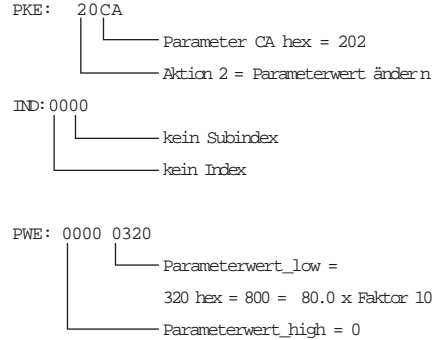 PKE: 20CA
Parameter CA hex = 202
Aktion 2 = Parameterwert ändern
IND: 0000
kein Subindex
kein Index
PWE: 0000 0320
Parameterwert_low =
320 hex = 800 = 80.0 x Faktor 10
Parameterwert_high = 0